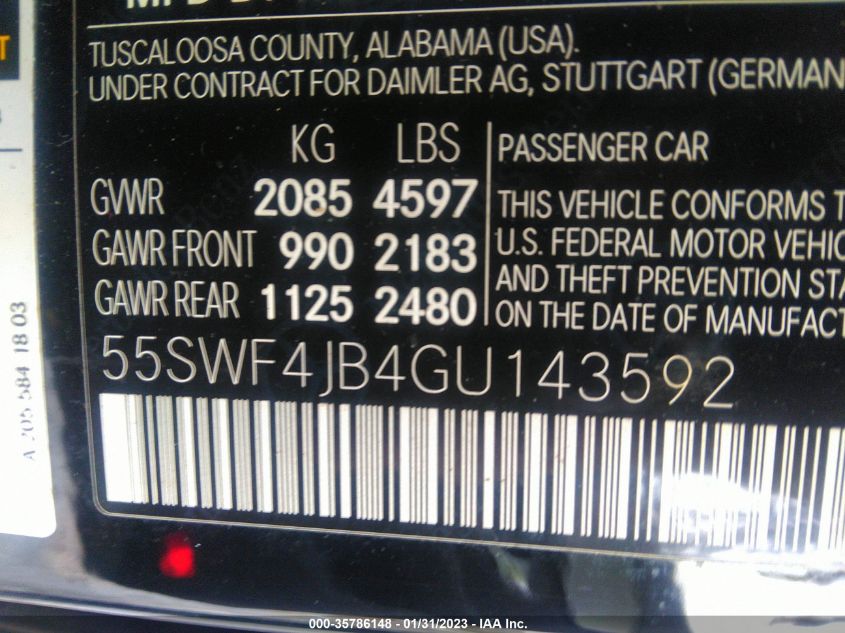 TUSCALOOSA COUNTY, ALABAMA (USA).
UNDER CONTRACT FOR DAIMLER AG, STUTTGART (GERMAN
KG LBS
GVWR 2085 4597
GAWR FRONT 990 2183
GAWR REAR 1125 2480
PASSENGER CAR
THIS VEHICLE CONFORMS T
U.S. FEDERAL MOTOR VEHIC
AND THEFT PREVENTION STA
ON THE DATE OF MANUFACT
55SWF4JB4GU143592
A 205 584 18 03
000-35786148 - 01/31/2023 - IAA Inc.